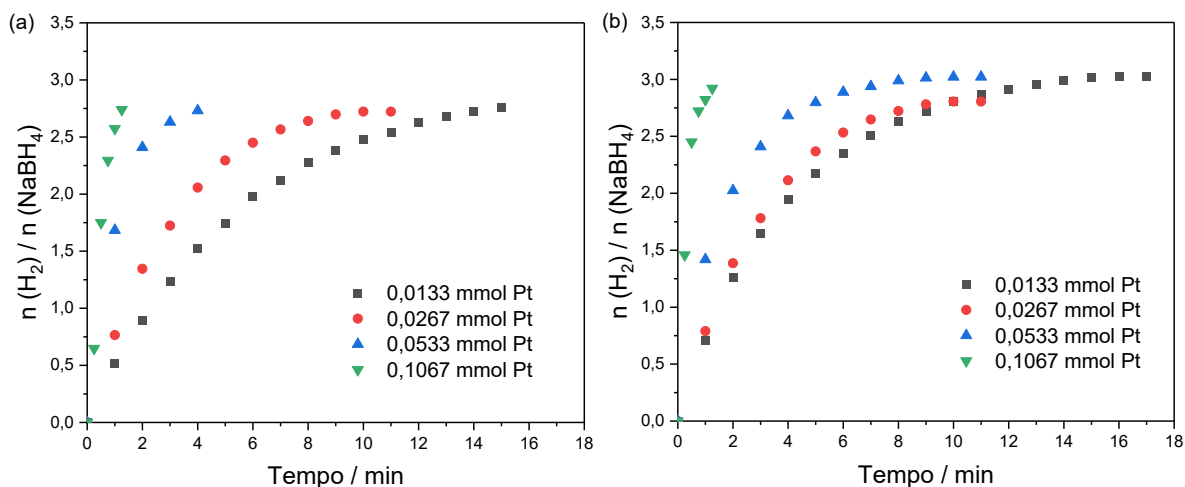 (a)
n (H₂) / n (NaBH₄)
3,5
3,0
2,5
2,0
1,5
1,0
0,5
0,0
0,0133 mmol Pt
0,0267 mmol Pt
0,0533 mmol Pt
0,1067 mmol Pt
0 2 4 6 8 10 12 14 16 18
Tempo / min
(b)
n (H₂) / n (NaBH₄)
3,5
3,0
2,5
2,0
1,5
1,0
0,5
0,0
0,0133 mmol Pt
0,0267 mmol Pt
0,0533 mmol Pt
0,1067 mmol Pt
0 2 4 6 8 10 12 14 16 18
Tempo / min